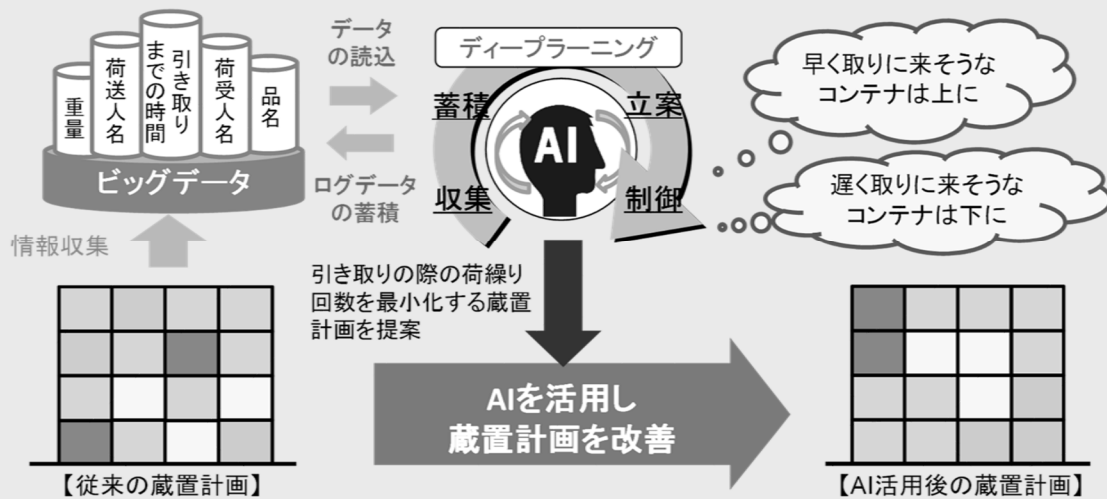 重量
荷送人名
引き取り
までの時間
荷受人名
品名
ビッグデータ
データ
の読込
ログデータ
の蓄積
情報収集
ディープラーニング
蓄積
立案
AI
収集
制御
早く取りに来そうな
コンテナは上に
遅く取りに来そうな
コンテナは下に
引き取りの際の荷繰り
回数を最小化する蔵置
計画を提案
AIを活用し
蔵置計画を改善
【従来の蔵置計画】
【AI活用後の蔵置計画】